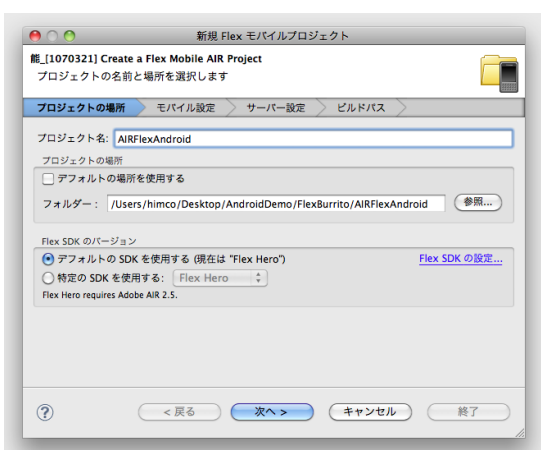 新規 Flex モバイルプロジェクト
能_[1070321] Create a Flex Mobile AIR Project
プロジェクトの名前と場所を選択します
プロジェクトの場所 モバイル設定 サーバー設定 ビルドパス
プロジェクト名: AIRFlexAndroid
プロジェクトの場所
デフォルトの場所を使用する
フォルダー： /Users/himco/Desktop/AndroidDemo/FlexBurrito/AIRFlexAndroid 参照...
Flex SDK のバージョン
デフォルトの SDK を使用する (現在は "Flex Hero") Flex SDK の設定...
特定の SDK を使用する: Flex Hero
Flex Hero requires Adobe AIR 2.5.
? < 戻る 次へ > キャンセル 終了